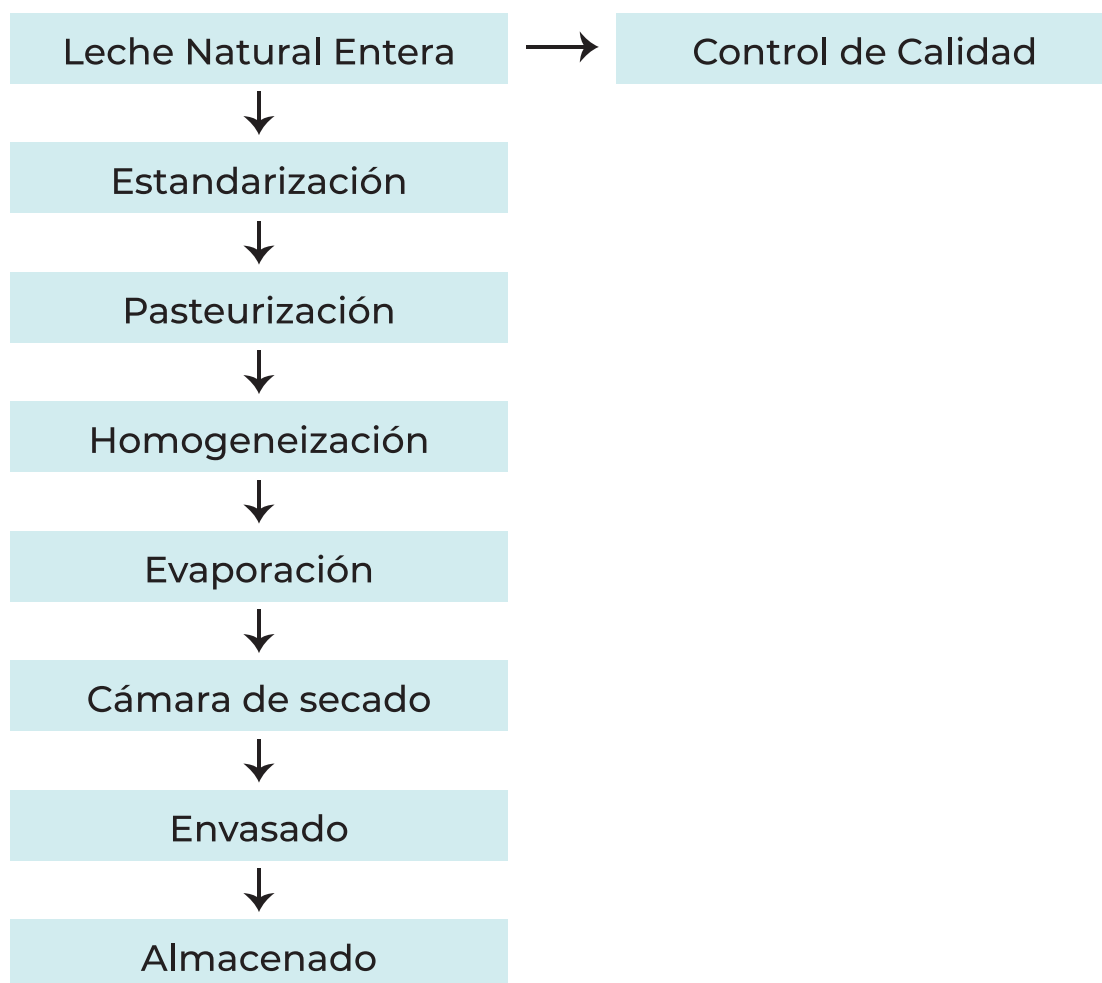 Leche Natural Entera
Control de Calidad
Estandarización
Pasteurización
Homogeneización
Evaporación
Cámara de secado
Envasado
Almacenado